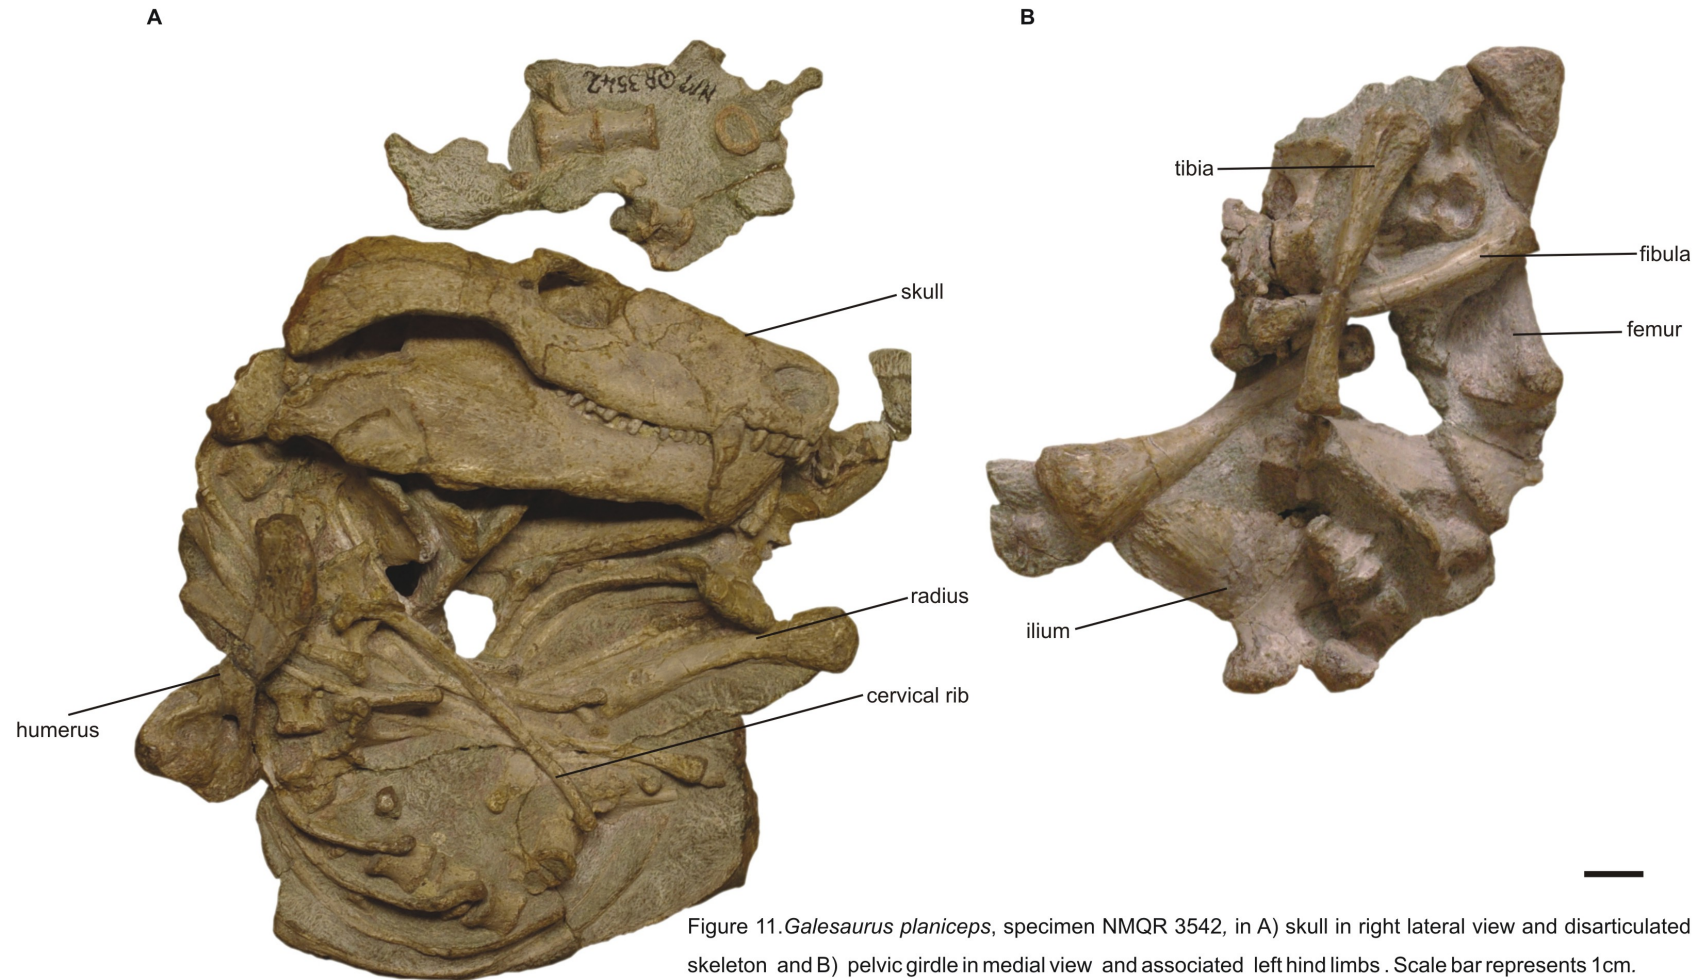 A
B
NMQR3542
tibia
fibula
skull
femur
radius
ilium
cervical rib
humerus
Figure 11.Galesaurus planiceps, specimen NMQR 3542, in A) skull in right lateral view and disarticulated
skeleton and B) pelvic girdle in medial view and associated left hind limbs . Scale bar represents 1cm.